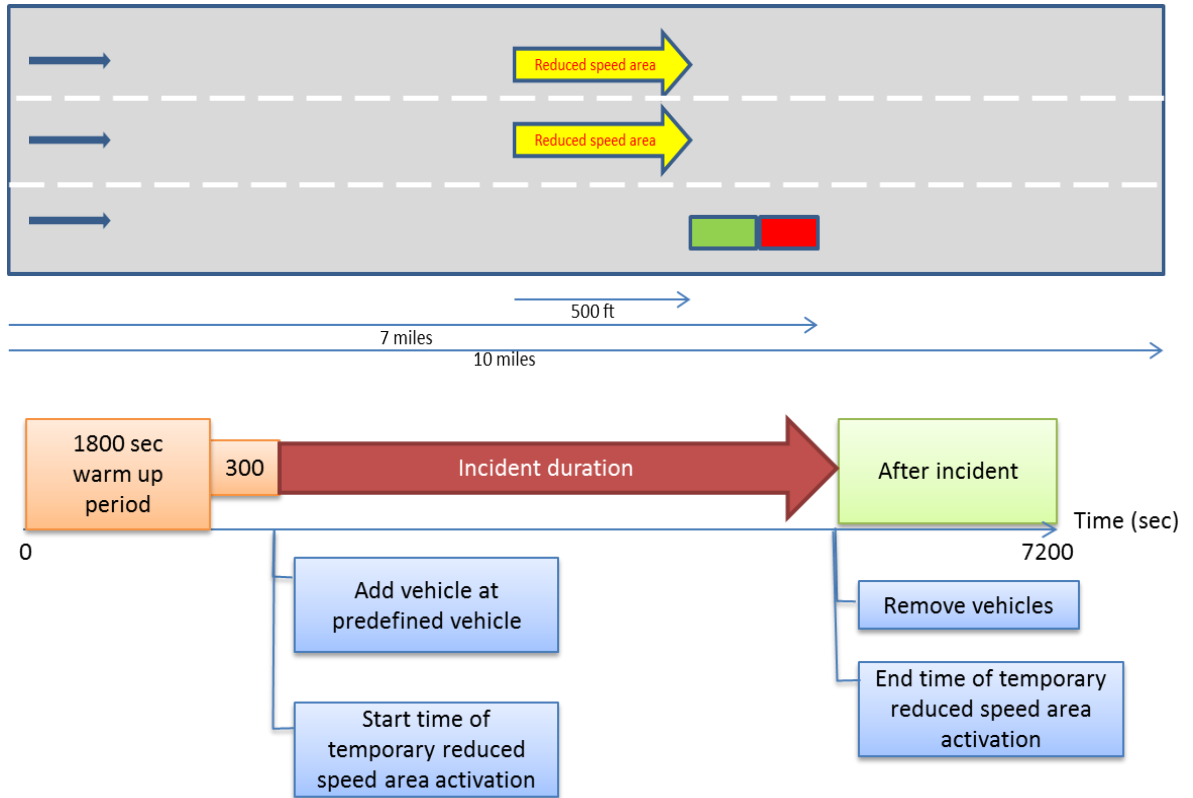 Reduced speed area
Reduced speed area
500 ft
7 miles
10 miles
1800 sec
warm up
period
300
Incident duration
After incident
Time (sec)
0
7200
Add vehicle at
predefined vehicle
Remove vehicles
Start time of
temporary reduced
speed area activation
End time of temporary
reduced speed area
activation